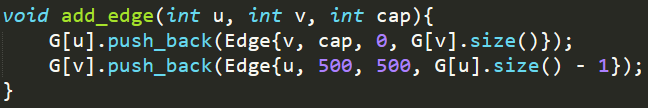 void add_edge(int u, int v, int cap){
    G[u].push_back(Edge{v, cap, 0, G[v].size()});
    G[v].push_back(Edge{u, 500, 500, G[u].size() - 1});
}